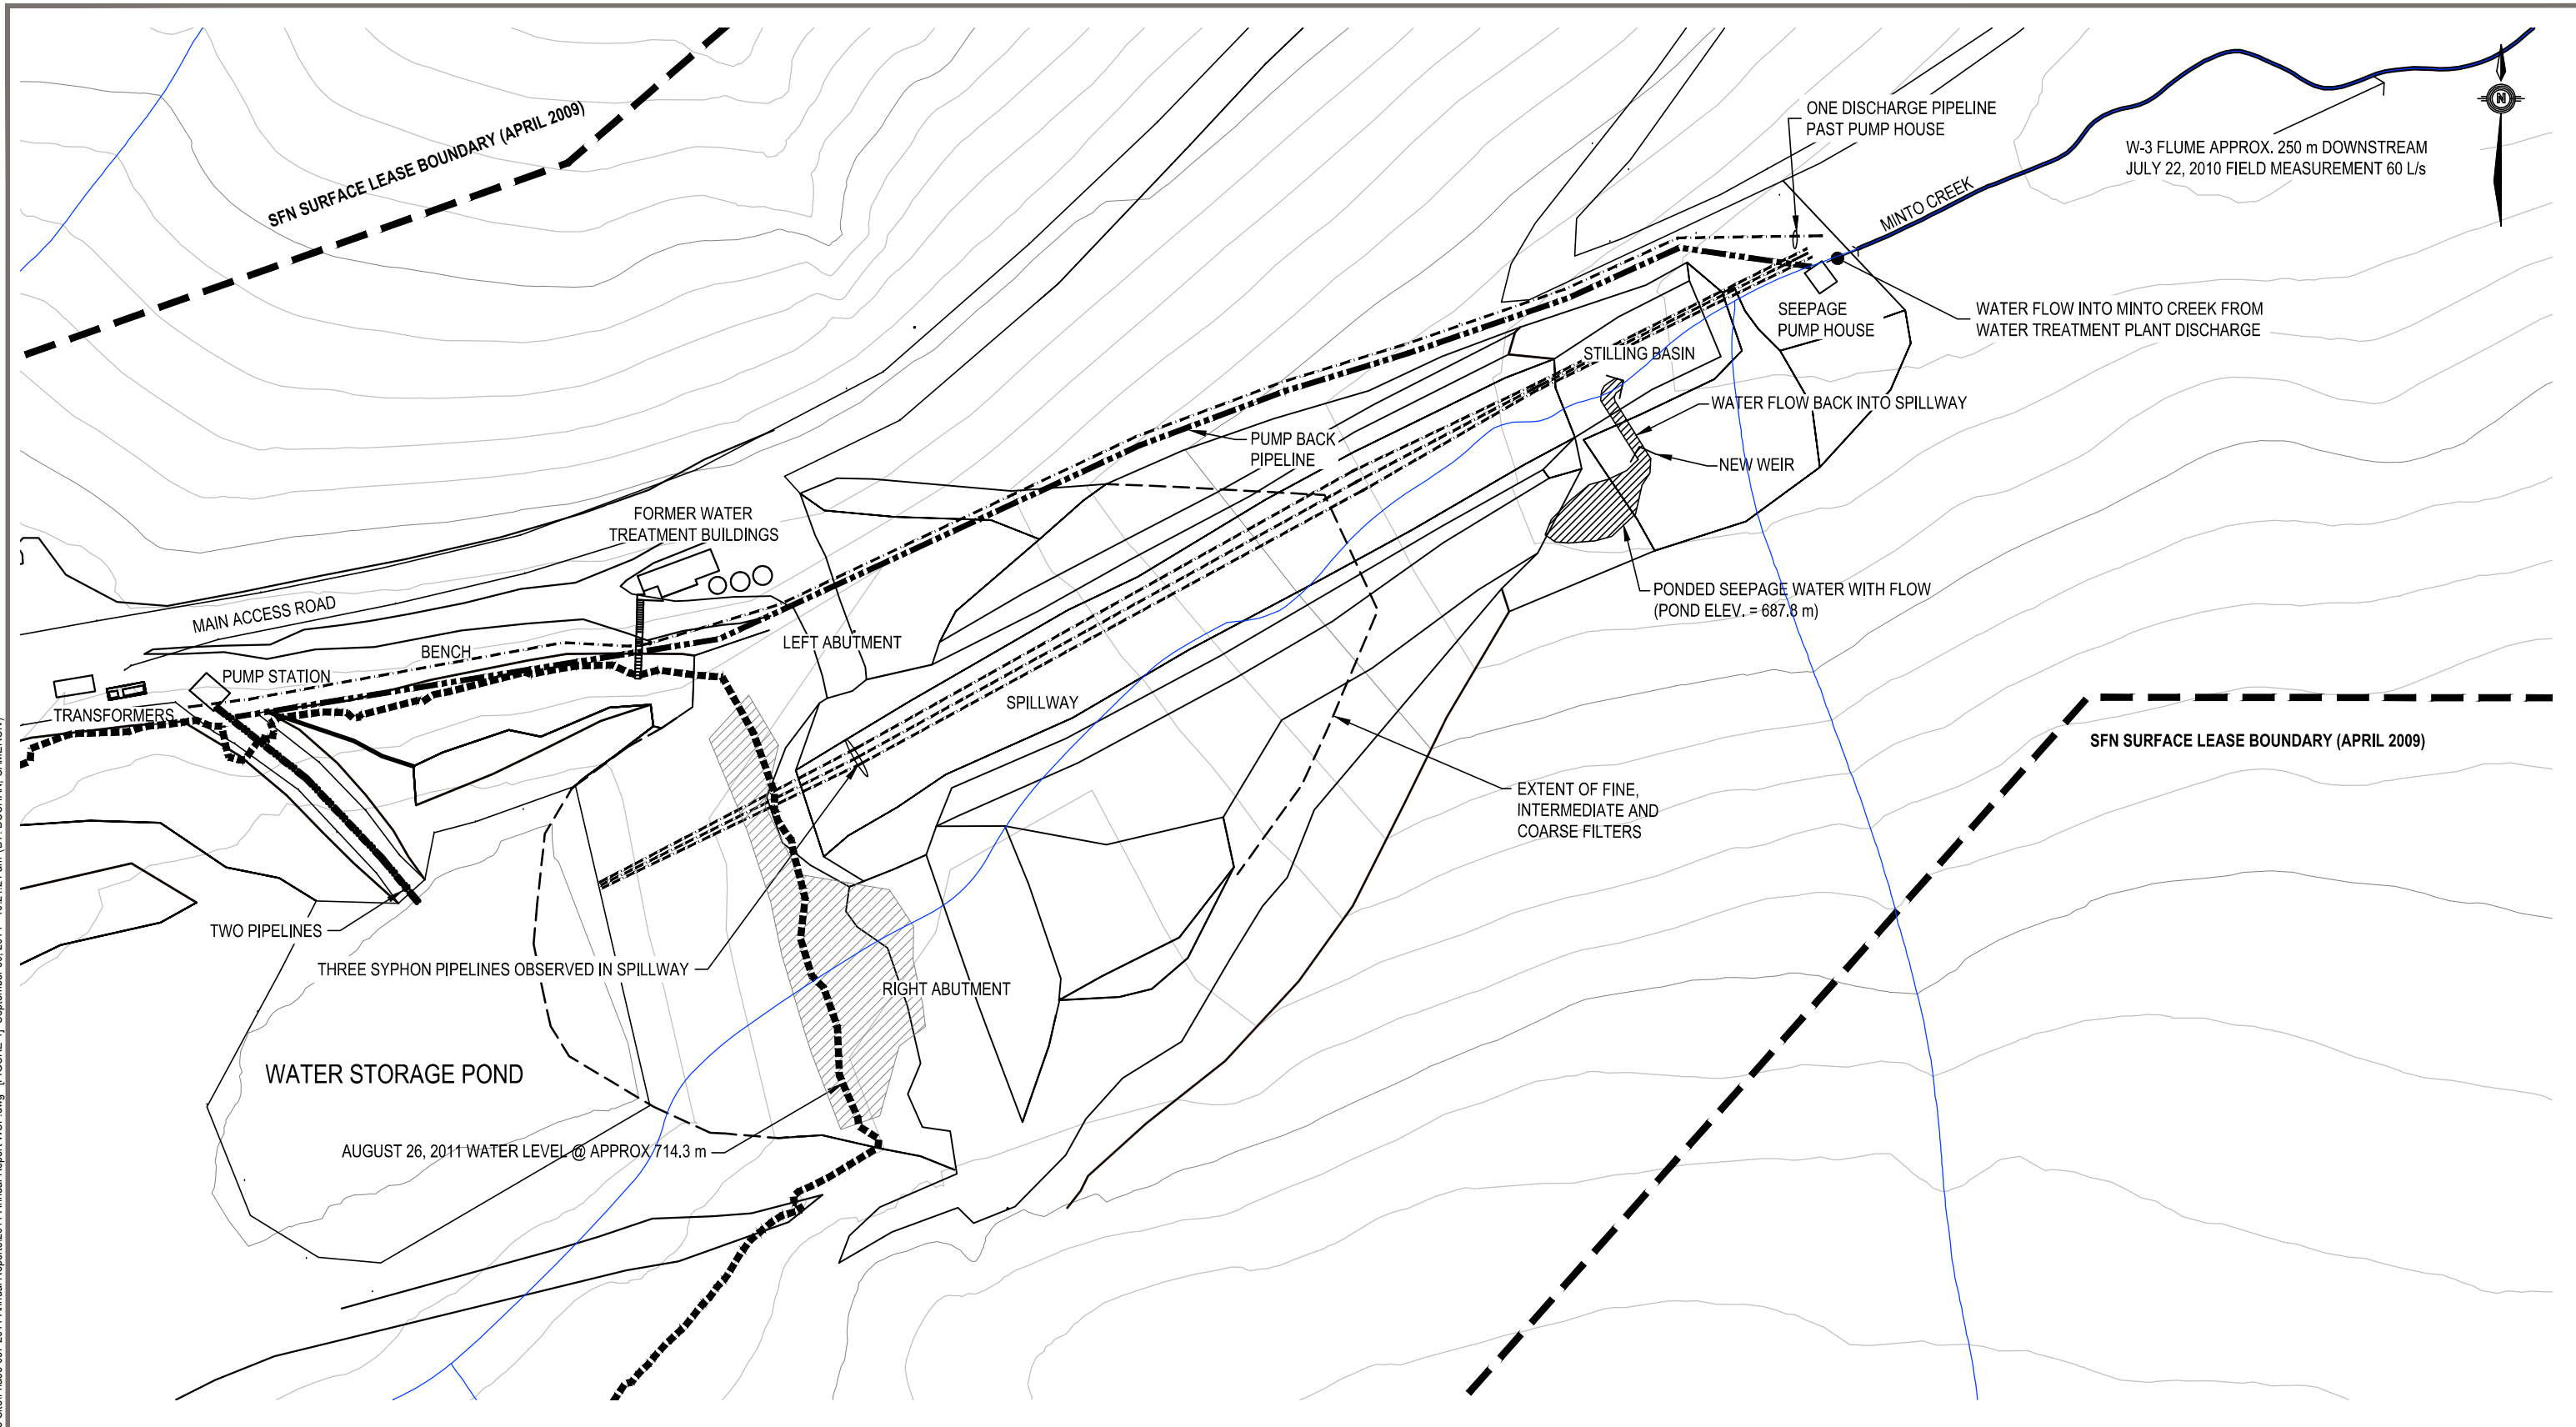 SFN SURFACE LEASE BOUNDARY (APRIL 2009)
ONE DISCHARGE PIPELINE
PAST PUMP HOUSE
N
W-3 FLUME APPROX. 250 m DOWNSTREAM
JULY 22, 2010 FIELD MEASUREMENT 60 L/s
MINTO CREEK
SEEPAGE
PUMP HOUSE
WATER FLOW INTO MINTO CREEK FROM
WATER TREATMENT PLANT DISCHARGE
STILLING BASIN
WATER FLOW BACK INTO SPILLWAY
PUMP BACK
PIPELINE
NEW WEIR
FORMER WATER
TREATMENT BUILDINGS
PONDED SEEPAGE WATER WITH FLOW
(POND ELEV. = 687.8 m)
MAIN ACCESS ROAD
LEFT ABUTMENT
BENCH
PUMP STATION
TRANSFORMERS
SPILLWAY
SFN SURFACE LEASE BOUNDARY (APRIL 2009)
EXTENT OF FINE,
INTERMEDIATE AND
COARSE FILTERS
TWO PIPELINES
THREE SYPHON PIPELINES OBSERVED IN SPILLWAY
RIGHT ABUTMENT
WATER STORAGE POND
AUGUST 26, 2011 WATER LEVEL @ APPROX 714.3 m